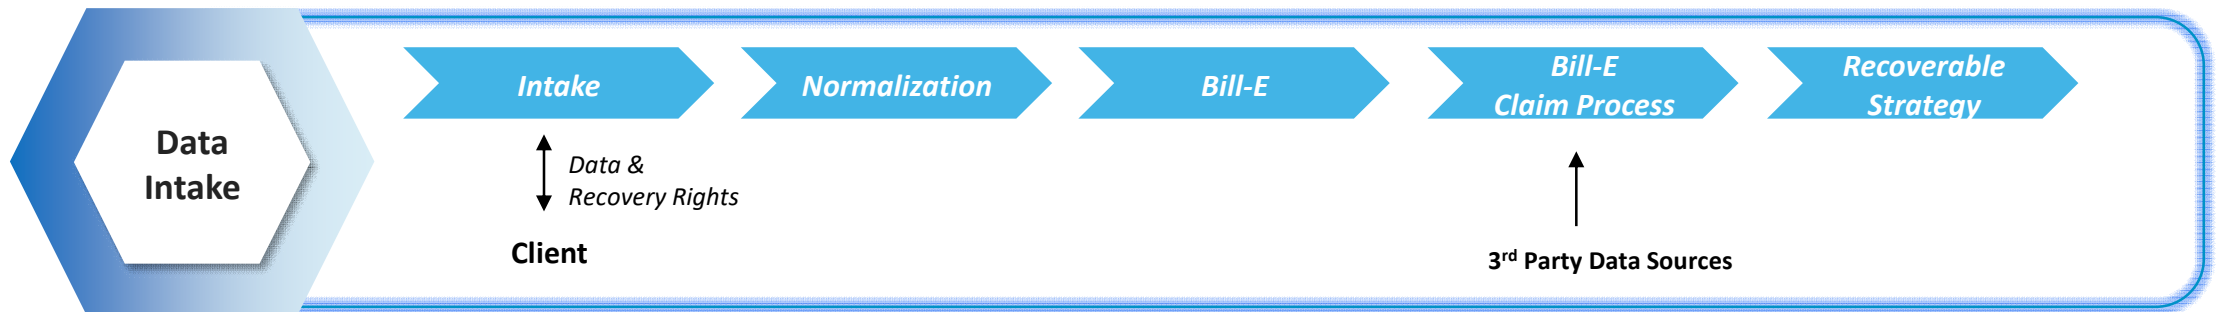 Data
Intake
Intake
Normalization
Bill-E
Bill-E
Claim Process
Recoverable
Strategy
Data &
Recovery Rights
Client
3rd Party Data Sources